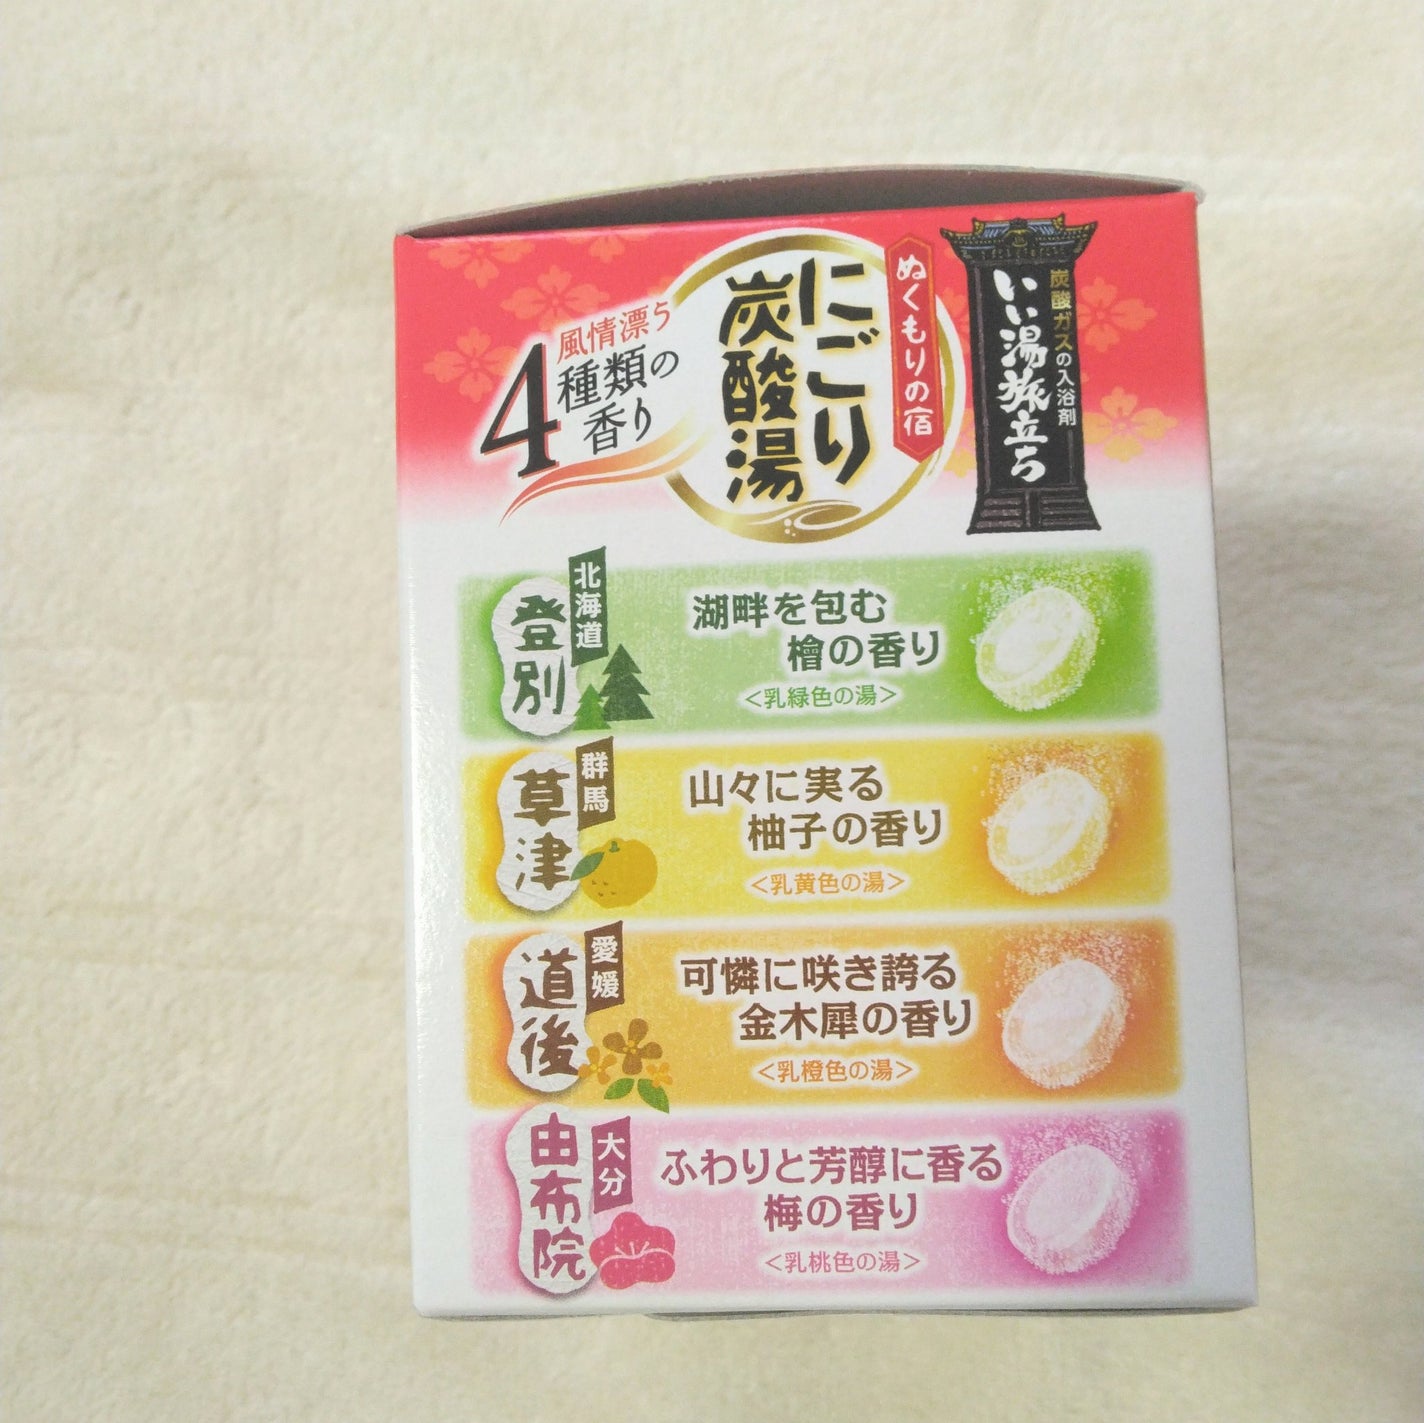 炭酸ガスの入浴剤
いい湯旅立ち
ぬくもりの宿
にごり
炭酸湯
風情漂う
4種類の
香り
北海道
登別
湖畔を包む
檜の香り
<乳緑色の湯>
群馬
草津
山々に実る
柚子の香り
<乳黄色の湯>
愛媛
道後
可憐に咲き誇る
金木犀の香り
<乳橙色の湯>
大分
由布院
ふわりと芳醇に香る
梅の香り
<乳桃色の湯>